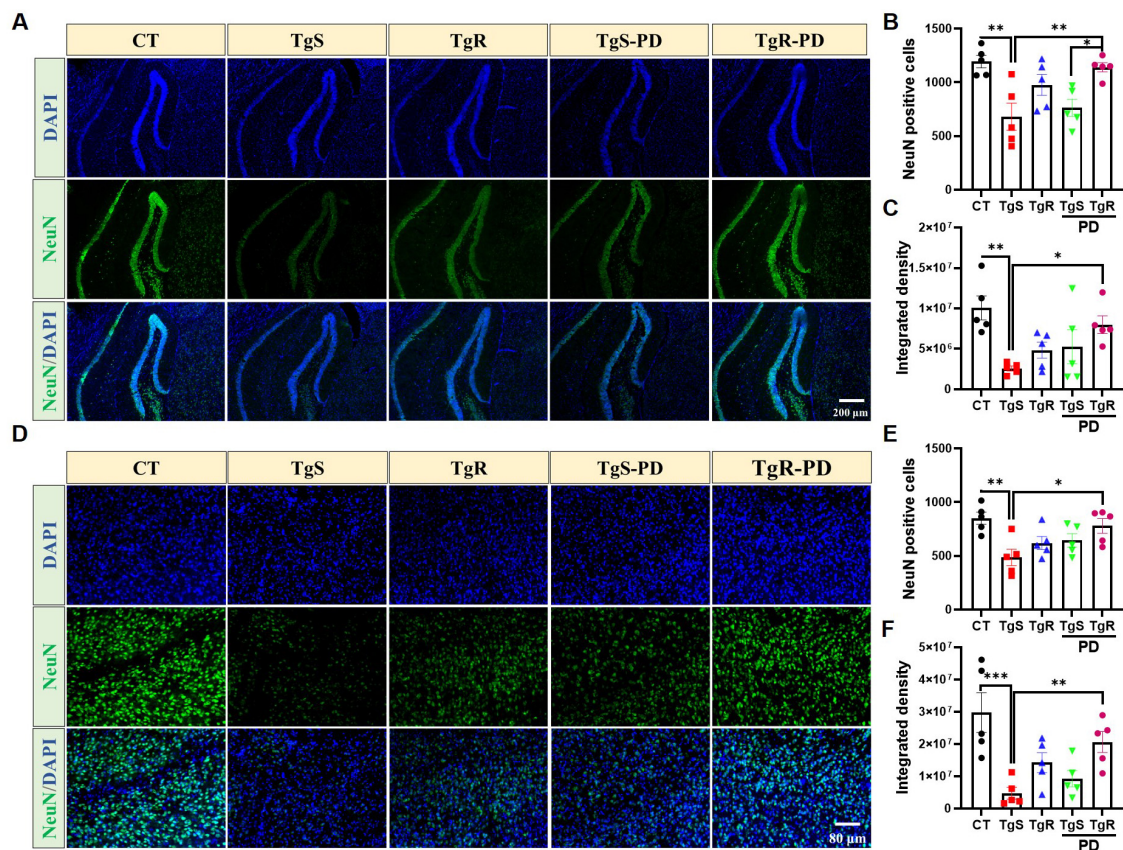 A
CT TgS TgR TgS-PD TgR-PD
DAPI
NeuN
NeuN/DAPI
200 µm
B
NeuN positive cells
1500
1000
500
0
** **
*
CT TgS TgR TgS TgR
PD
C
Integrated density
2×10⁷
1.5×10⁷
1×10⁷
5×10⁶
0
** *
CT TgS TgR TgS TgR
PD
D
CT TgS TgR TgS-PD TgR-PD
DAPI
NeuN
NeuN/DAPI
80 µm
E
NeuN positive cells
1500
1000
500
0
** *
CT TgS TgR TgS TgR
PD
F
Integrated density
5×10⁷
4×10⁷
3×10⁷
2×10⁷
1×10⁷
0
*** **
CT TgS TgR TgS TgR
PD